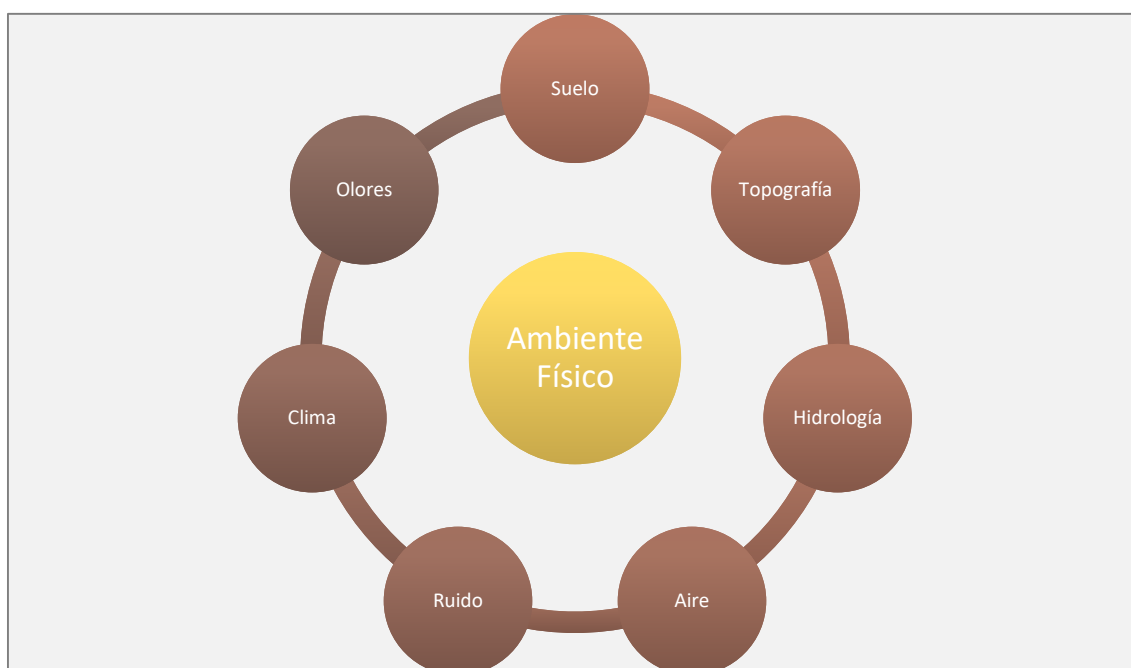 Suelo
Topografía
Hidrología
Aire
Ruido
Clima
Olores
Ambiente
Físico